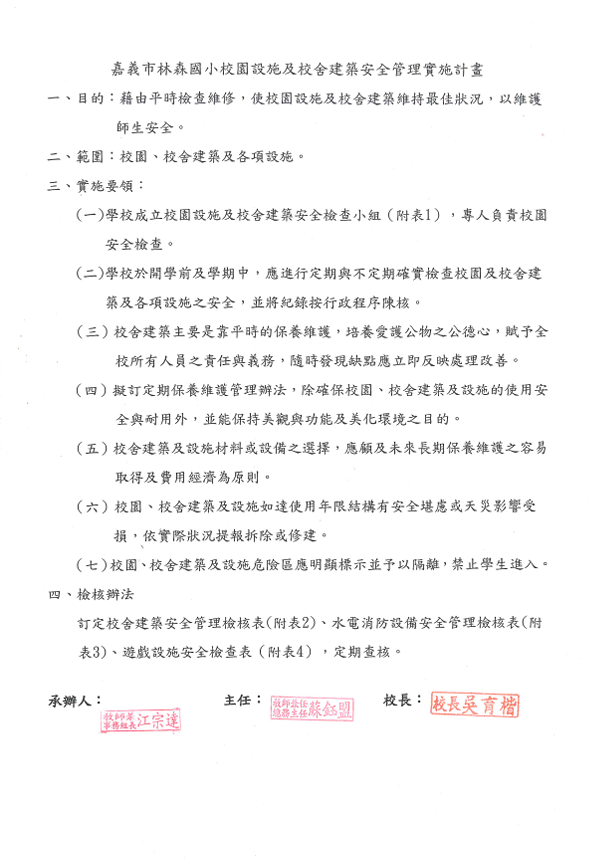 嘉義市林森國小校園設施及校舍建築安全管理實施計畫
一、目的：藉由平時檢查維修，使校園設施及校舍建築維持最佳狀況，以維護
師生安全。
二、範圍：校園、校舍建築及各項設施。
三、實施要領：
(一)學校成立校園設施及校舍建築安全檢查小組（附表1），專人負責校園
安全檢查。
(二)學校於開學前及學期中，應進行定期與不定期確實檢查校園及校舍建
築及各項設施之安全，並將紀錄按行政程序陳核。
(三）校舍建築主要是靠平時的保養維護，培養愛護公物之公德心，賦予全
校所有人員之責任與義務，隨時發現缺點應立即反映處理改善。
(四）擬訂定期保養維護管理辦法，除確保校園、校舍建築及設施的使用安
全與耐用外，並能保持美觀與功能及美化環境之目的。
(五）校舍建築及設施材料或設備之選擇，應顧及未來長期保養維護之容易
取得及費用經濟為原則。
(六）校園、校舍建築及設施如達使用年限結構有安全堪慮或天災影響受
損，依實際狀況提報拆除或修建。
(七)校園、校舍建築及設施危險區應明顯標示並予以隔離，禁止學生進入。
四、檢核辦法
訂定校舍建築安全管理檢核表(附表2)、水電消防設備安全管理檢核表(附
表3)、遊戲設施安全檢查表（附表4），定期查核。
承辦人：　主任：　校長：
教師兼事務組長江宗達　教師兼任總務主任蘇鈺盟　校長吳育楷